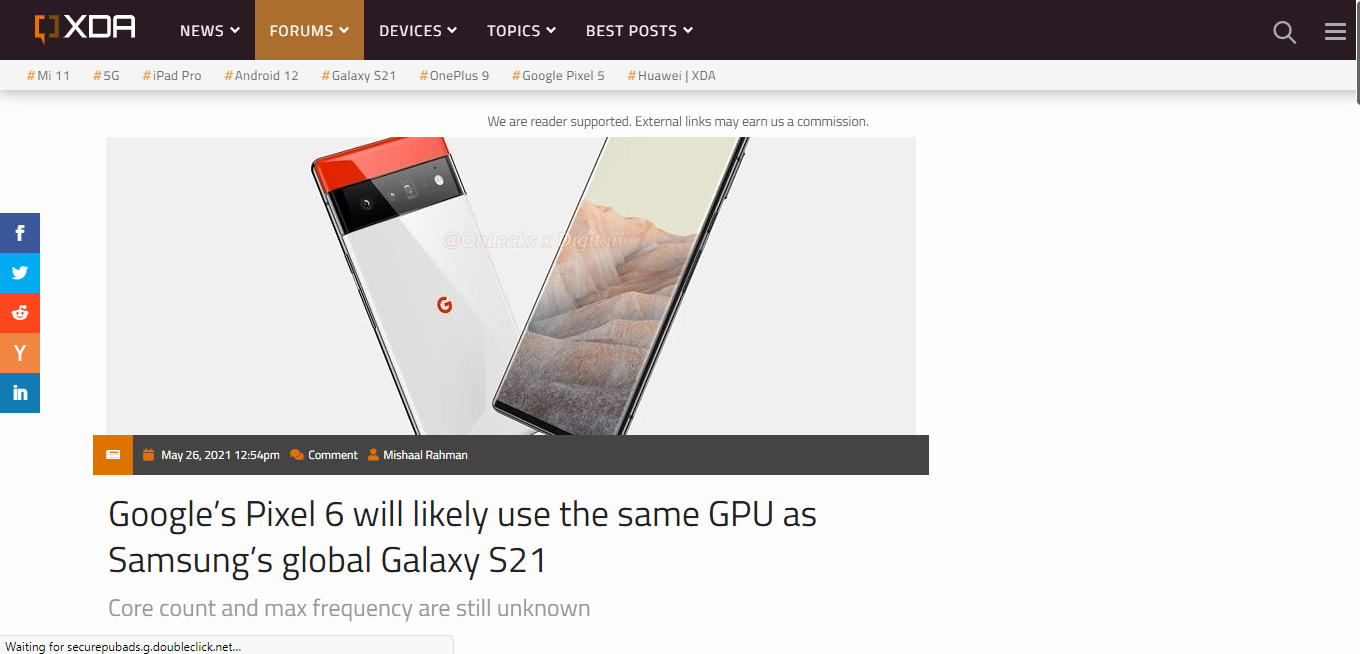 XDA
NEWS FORUMS DEVICES TOPICS BEST POSTS
#Mi 11 #5G #iPad Pro #Android 12 #Galaxy S21 #OnePlus 9 #Google Pixel 5 #Huawei | XDA
We are reader supported. External links may earn us a commission.
@OnLeaks x Digit.in
G
f
Y
in
May 26, 2021 12:54pm Comment Mishaal Rahman
Google’s Pixel 6 will likely use the same GPU as
Samsung’s global Galaxy S21
Core count and max frequency are still unknown
Waiting for securepubads.g.doubleclick.net...